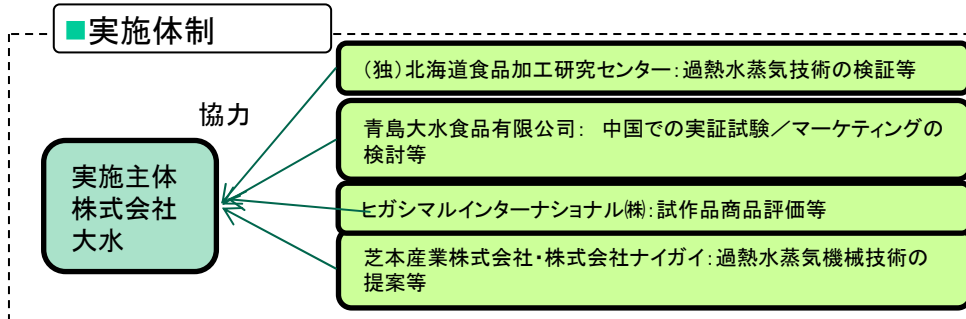 ■実施体制
(独)北海道食品加工研究センター:過熱水蒸気技術の検証等
協力
青島大水食品有限公司: 中国での実証試験／マーケティングの
検討等
実施主体
株式会社
大水
ヒガシマルインターナショナル㈱:試作品商品評価等
芝本産業株式会社・株式会社ナイガイ:過熱水蒸気機械技術の
提案等